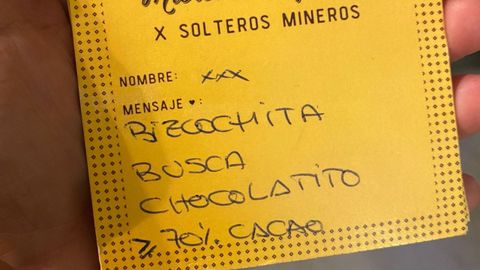 X SOLTEROS MINEROS
NOMBRE: xxx
MENSAJE ♥:
BIZCOCHITA
BUSCA
CHOCOLATITO
≥ 70% CACAO